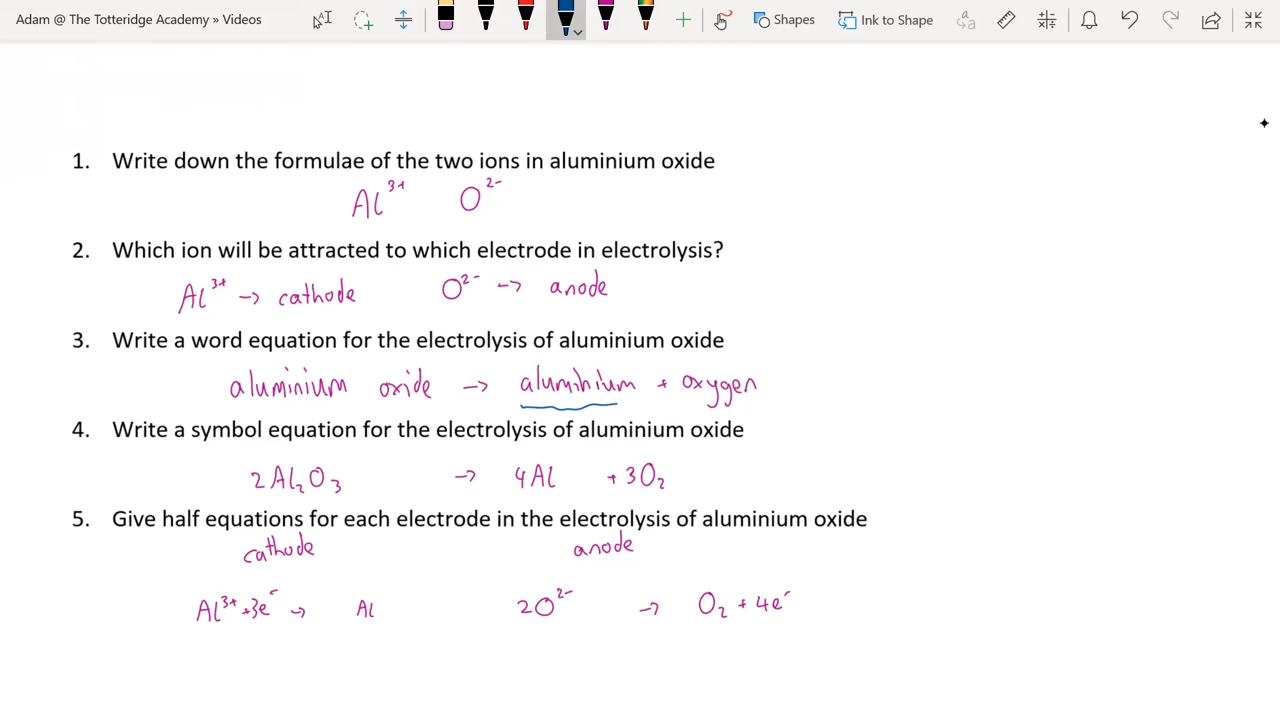 Adam @ The Totteridge Academy » Videos Shapes Ink to Shape
1. Write down the formulae of the two ions in aluminium oxide
Al³⁺ O²⁻
2. Which ion will be attracted to which electrode in electrolysis?
Al³⁺ → cathode O²⁻ → anode
3. Write a word equation for the electrolysis of aluminium oxide
aluminium oxide → aluminium + oxygen
4. Write a symbol equation for the electrolysis of aluminium oxide
2Al₂O₃ → 4Al + 3O₂
5. Give half equations for each electrode in the electrolysis of aluminium oxide
cathode anode
Al³⁺ + 3e⁻ → Al 2O²⁻ → O₂ + 4e⁻